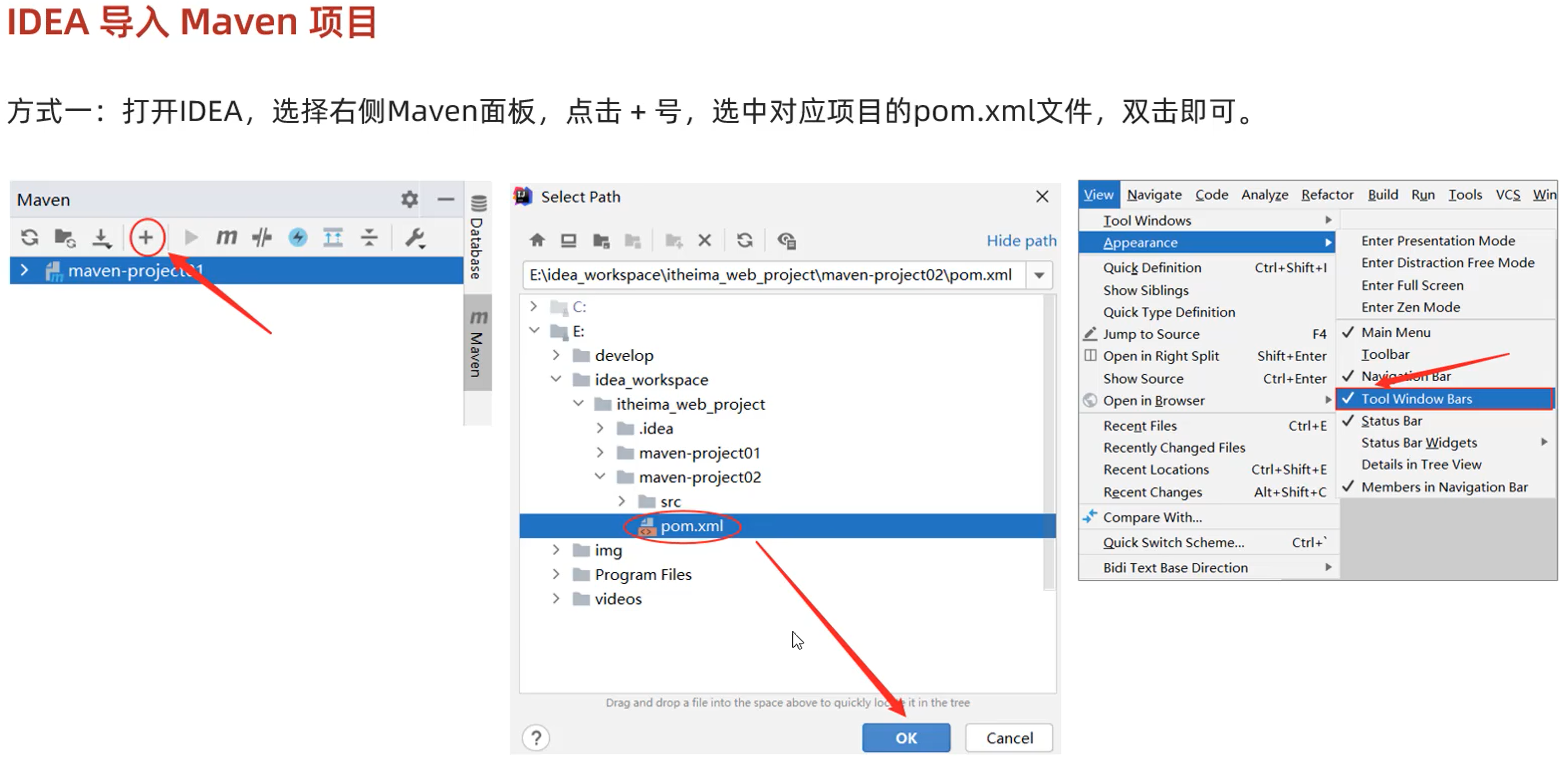 IDEA 导入 Maven 项目
方式一：打开IDEA，选择右侧Maven面板，点击 + 号，选中对应项目的pom.xml文件，双击即可。
Maven
maven-project01
Database
m
Maven
Select Path
Hide path
E:\idea_workspace\itheima_web_project\maven-project02\pom.xml
C:
E:
develop
idea_workspace
itheima_web_project
.idea
maven-project01
maven-project02
src
pom.xml
img
Program Files
videos
Drag and drop a file into the space above to quickly locate it in the tree
?
OK
Cancel
View Navigate Code Analyze Refactor Build Run Tools VCS Win
Tool Windows
Appearance
Quick Definition Ctrl+Shift+I
Show Siblings
Quick Type Definition
Jump to Source F4
Open in Right Split Shift+Enter
Show Source Ctrl+Enter
Open in Browser
Recent Files Ctrl+E
Recently Changed Files
Recent Locations Ctrl+Shift+E
Recent Changes Alt+Shift+C
Compare With...
Quick Switch Scheme... Ctrl+`
Bidi Text Base Direction
Enter Presentation Mode
Enter Distraction Free Mode
Enter Full Screen
Enter Zen Mode
Main Menu
Toolbar
Navigation Bar
Tool Window Bars
Status Bar
Status Bar Widgets
Details in Tree View
Members in Navigation Bar